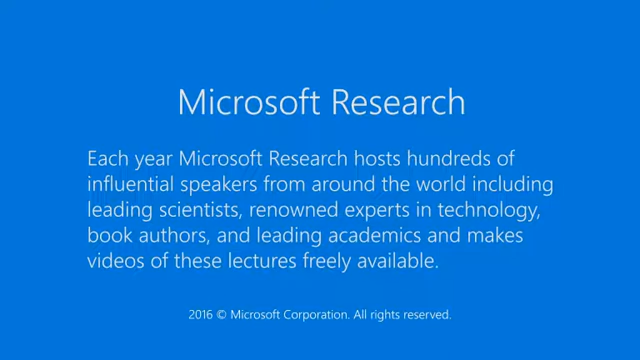 Microsoft Research
Each year Microsoft Research hosts hundreds of
influential speakers from around the world including
leading scientists, renowned experts in technology,
book authors, and leading academics and makes
videos of these lectures freely available.
2016 © Microsoft Corporation. All rights reserved.